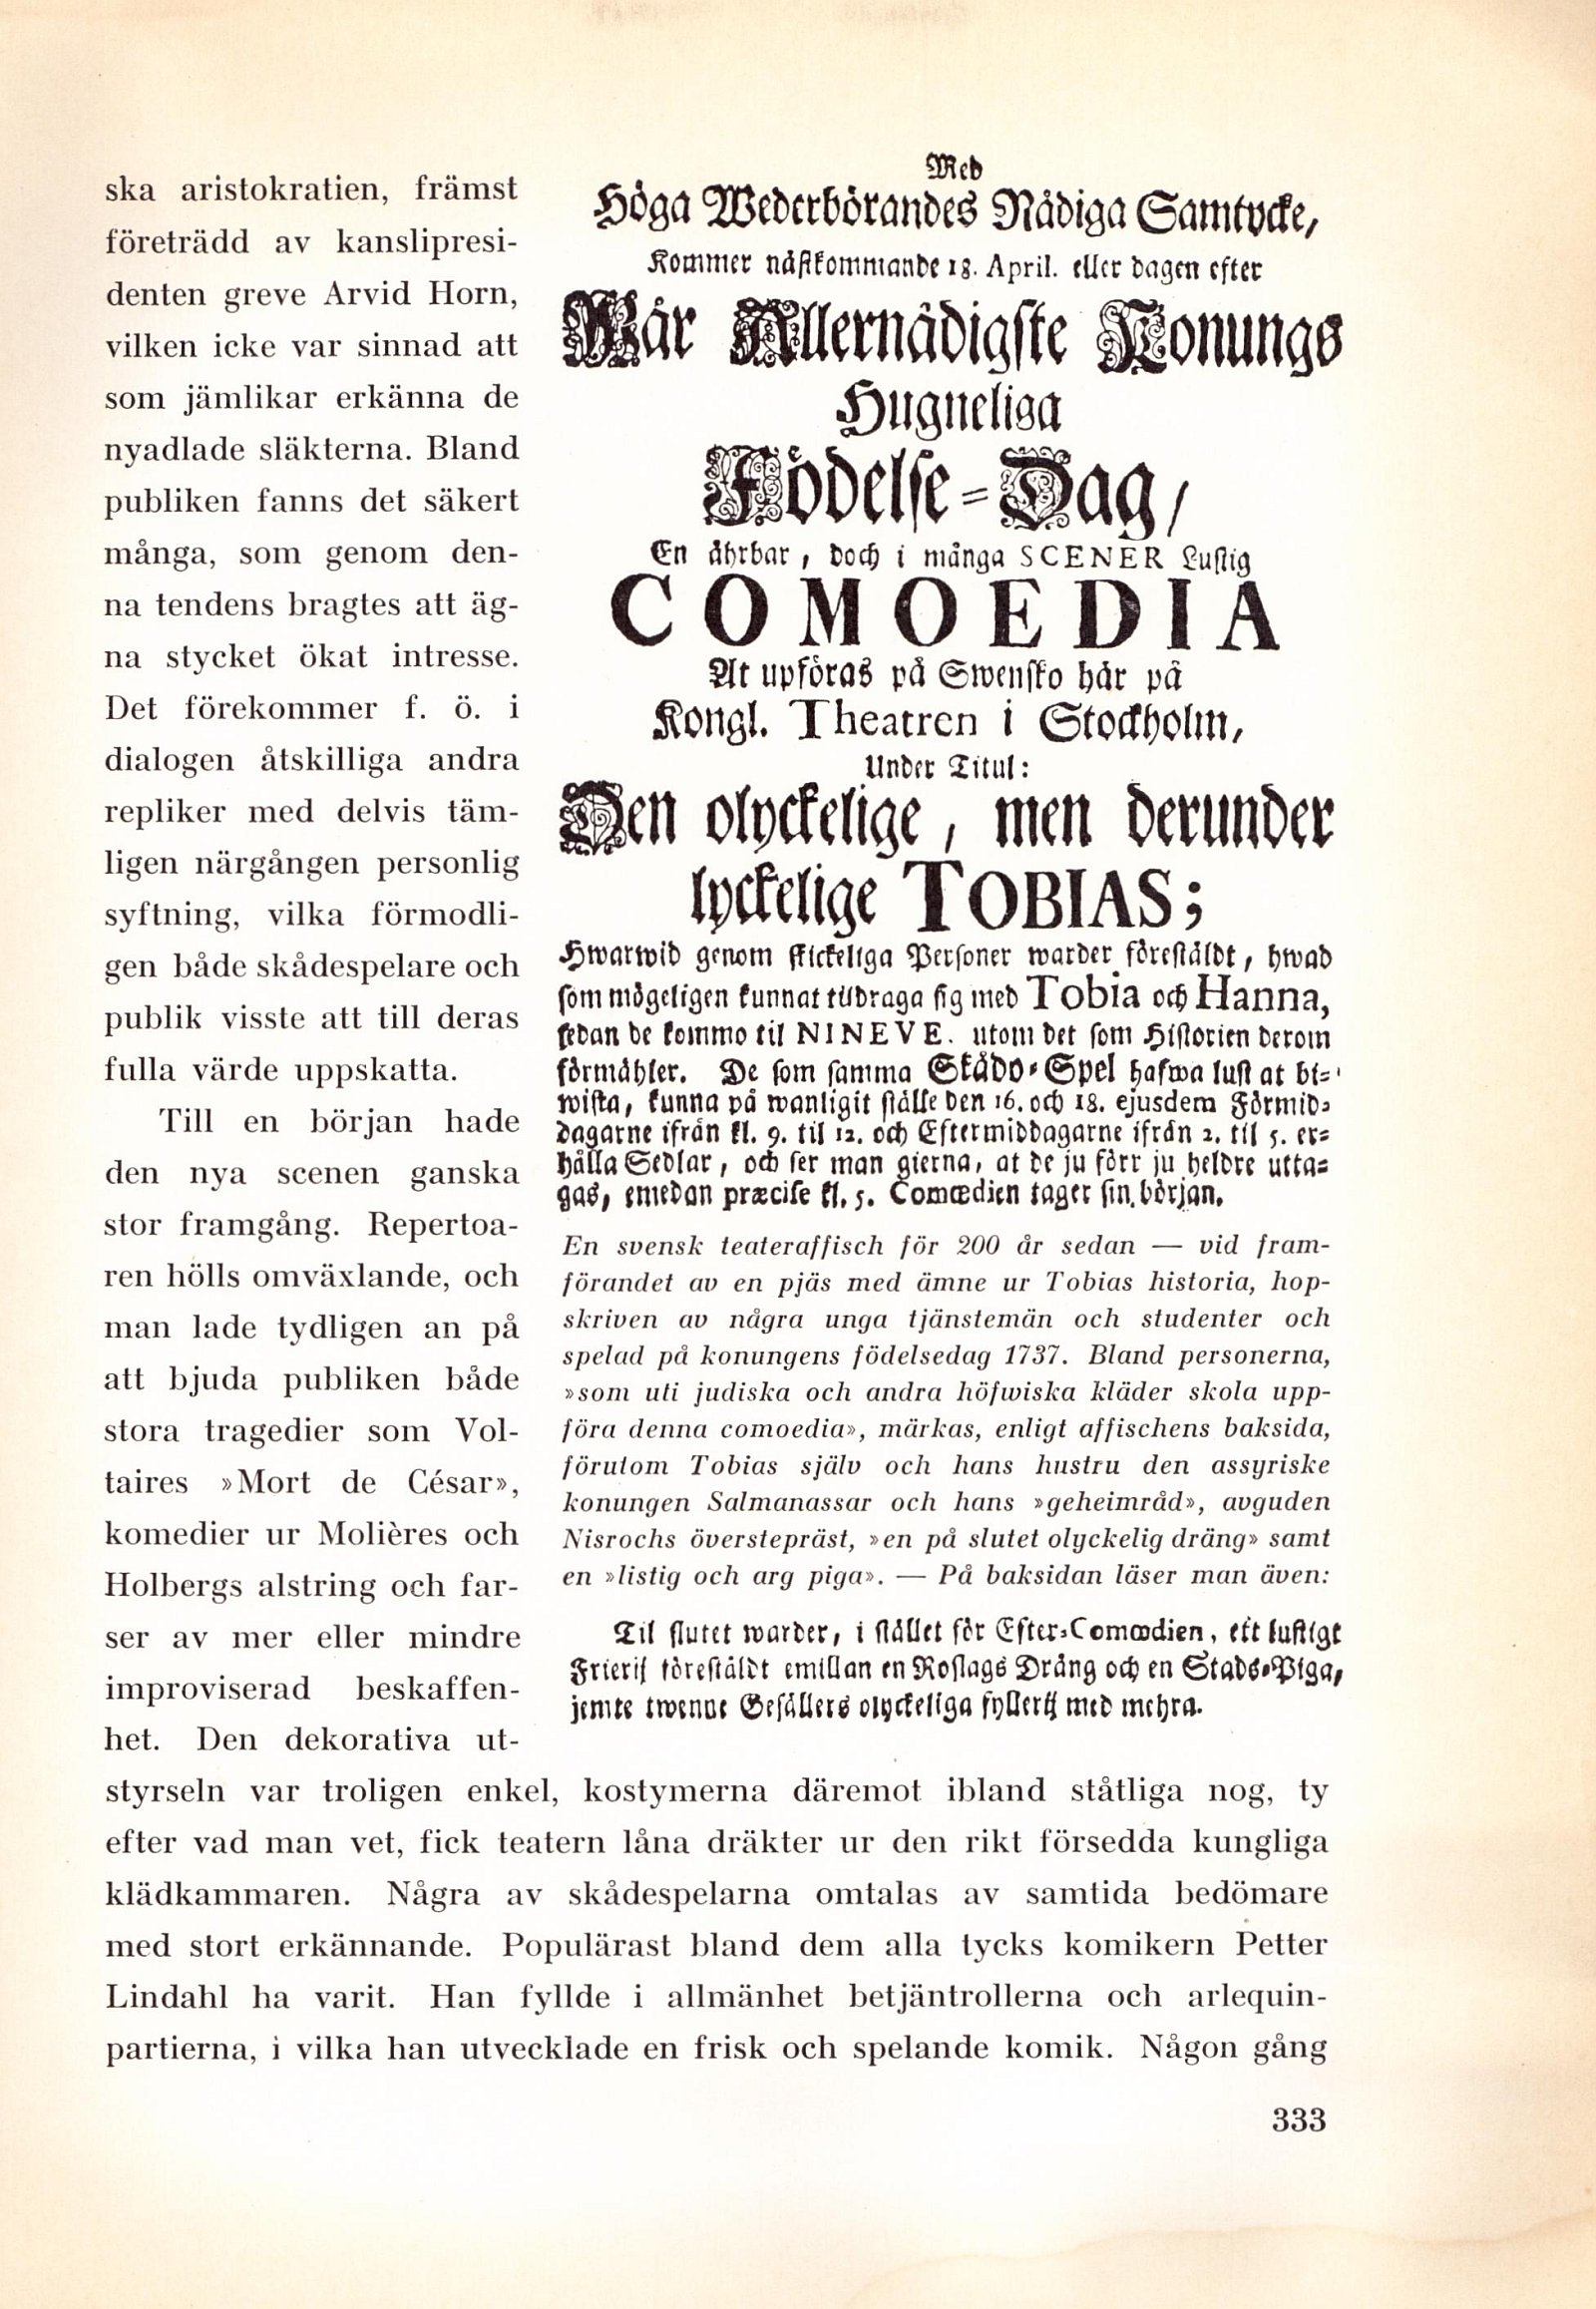 ska aristokratien, främst
företrädd av kanslipresi-
denten greve Arvid Horn,
vilken icke var sinnad att
som jämlikar erkänna de
nyadlade släkterna. Bland
publiken fanns det säkert
många, som genom den-
na tendens bragtes att äg-
na stycket ökat intresse.
Det förekommer f. ö. i
dialogen åtskilliga andra
repliker med delvis täm-
ligen närgången personlig
syftning, vilka förmodli-
gen både skådespelare och
publik visste att till deras
fulla värde uppskatta.
Till en början hade
den nya scenen ganska
stor framgång. Repertoa-
ren hölls omväxlande, och
man lade tydligen an på
att bjuda publiken både
stora tragedier som Vol-
taires »Mort de César»,
komedier ur Molières och
Holbergs alstring och far-
ser av mer eller mindre
improviserad beskaffen-
het. Den dekorativa ut-
Med
Höga Wederbörandes Nådiga Samtycke,
Kommer nästkommande 18. April. eller dagen efter
Wår Allernådigste Konungs
Hugneliga
Födelse-Dag,
En ährbar, doch i många SCENER Lustig
COMOEDIA
At upföras på Swensko här på
Kongl. Theatren i Stockholm,
Under Titul:
Den olyckelige, men derunder
lyckelige TOBIAS;
Hwarwid genom skickeliga Personer warder förestäldt, hwad
som mögeligen kunnat tildraga sig med Tobia och Hanna,
sedan de kommo til NINEVE. utom det som Historien derom
förmähler. De som samma Skådo-Spel hafwa lust at bi-
wista, kunna på wanligit ställe den 16. och 18. ejusdem Förmid-
dagarne ifrån kl. 9. til 12. och Eftermiddagarne ifrån 2. til 5. er-
hålla Sedlar, och ser man gierna, at de ju förr ju heldre utta-
gas, emedan præcise kl. 5. Comœdien tager sin början.
En svensk teateraffisch för 200 år sedan — vid fram-
förandet av en pjäs med ämne ur Tobias historia, hop-
skriven av några unga tjänstemän och studenter och
spelad på konungens födelsedag 1737. Bland personerna,
»som uti judiska och andra höfwiska kläder skola upp-
föra denna comoedia», märkas, enligt affischens baksida,
förutom Tobias själv och hans hustru den assyriske
konungen Salmanassar och hans »geheimråd», avguden
Nisrochs överstepräst, »en på slutet olyckelig dräng» samt
en »listig och arg piga». — På baksidan läser man även:
Til slutet warder, i stället för Efter-Comœdien, ett lustigt
Frierij förestäldt emillan en Roslags Dräng och en Stads-Piga,
jemte twenne Gesällers olyckeliga fyllerij med mehra.
styrseln var troligen enkel, kostymerna däremot ibland ståtliga nog, ty
efter vad man vet, fick teatern låna dräkter ur den rikt försedda kungliga
klädkammaren. Några av skådespelarna omtalas av samtida bedömare
med stort erkännande. Populärast bland dem alla tycks komikern Petter
Lindahl ha varit. Han fyllde i allmänhet betjäntrollerna och arlequin-
partierna, i vilka han utvecklade en frisk och spelande komik. Någon gång
333